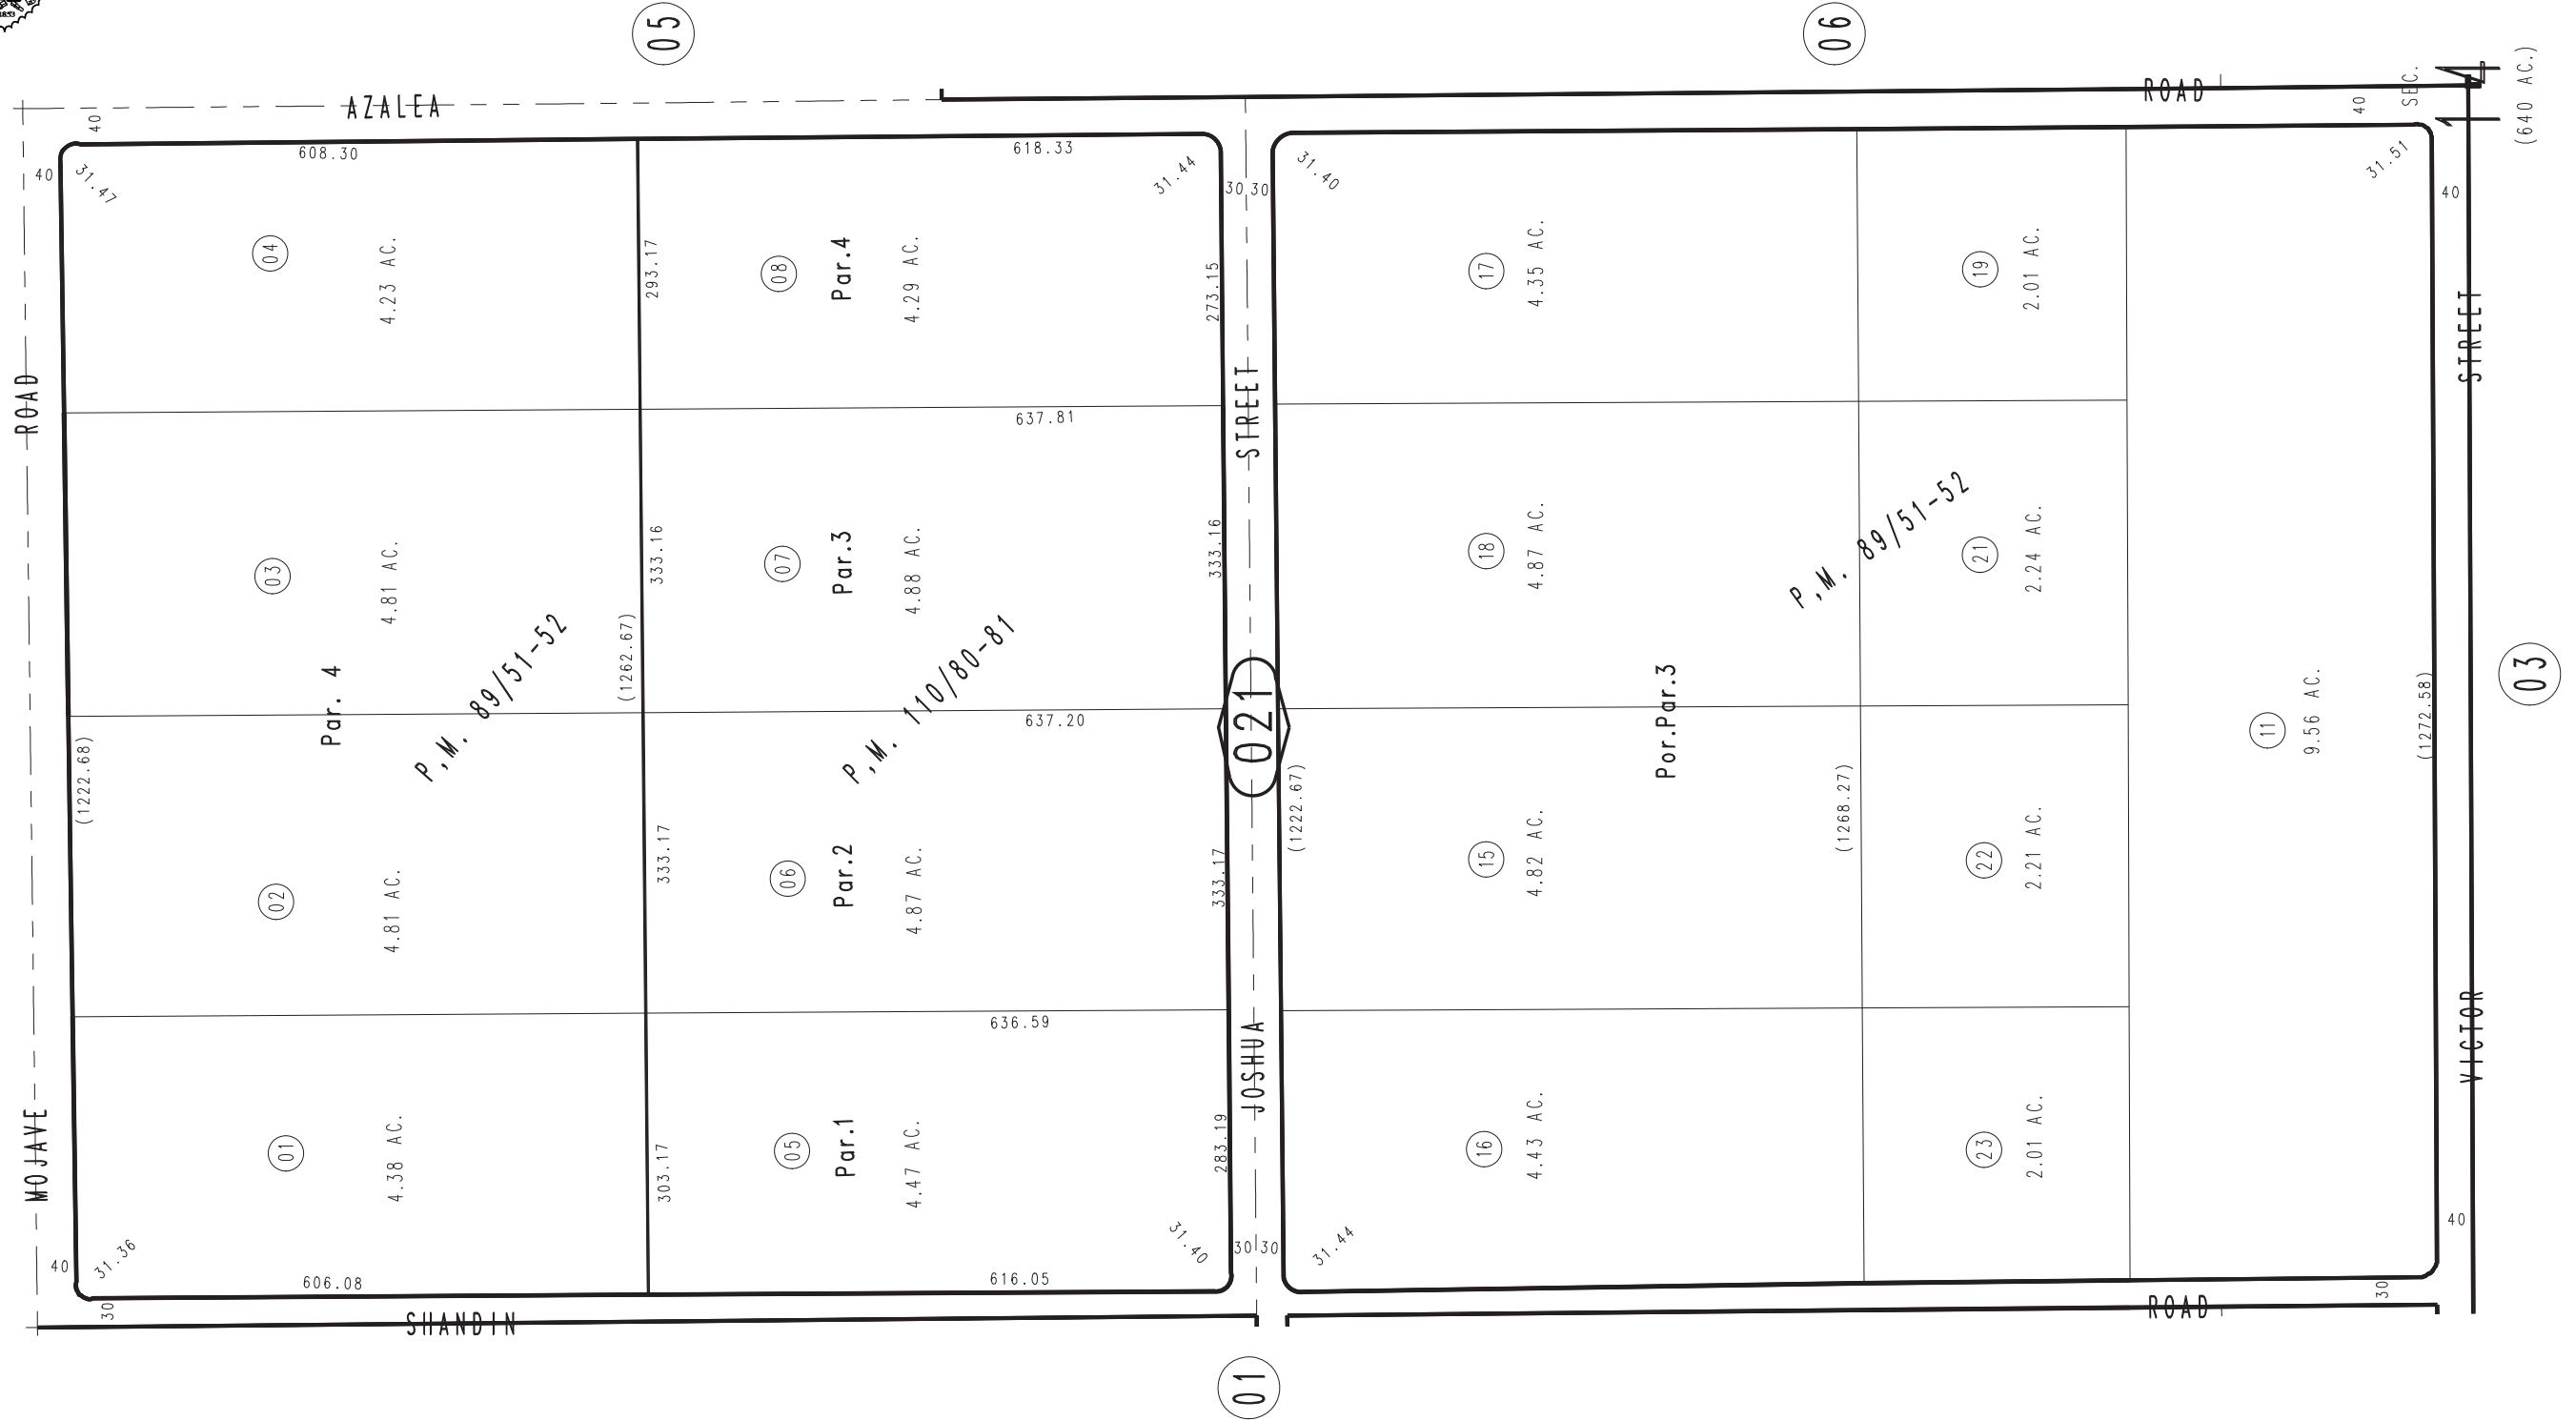 05
06
AZALEA
ROAD
SEC. 4
(640 AC.)
40
40
608.30
618.33
31.47
31.44
31.40
31.51
40
30 30
40
04
4.23 AC.
293.17
08
Par.4
4.29 AC.
273.15
17
4.35 AC.
19
2.01 AC.
ROAD
637.81
STREET
STREET
03
4.81 AC.
333.16
07
Par.3
4.88 AC.
333.16
18
4.87 AC.
21
2.24 AC.
P.M. 89/51-52
Par. 4
P.M. 89/51-52
(1262.67)
P.M. 110/80-81
637.20
021
Por.Par.3
(1222.68)
(1222.67)
(1268.27)
11
9.56 AC.
(1272.58)
03
02
4.81 AC.
333.17
06
Par.2
4.87 AC.
333.17
15
4.82 AC.
22
2.21 AC.
636.59
JOSHUA
VICTOR
MOJAVE
01
4.38 AC.
303.17
05
Par.1
4.47 AC.
283.19
16
4.43 AC.
23
2.01 AC.
40
31.36
31.40
30 30
31.44
40
606.08
616.05
30
30
SHANDIN
ROAD
01